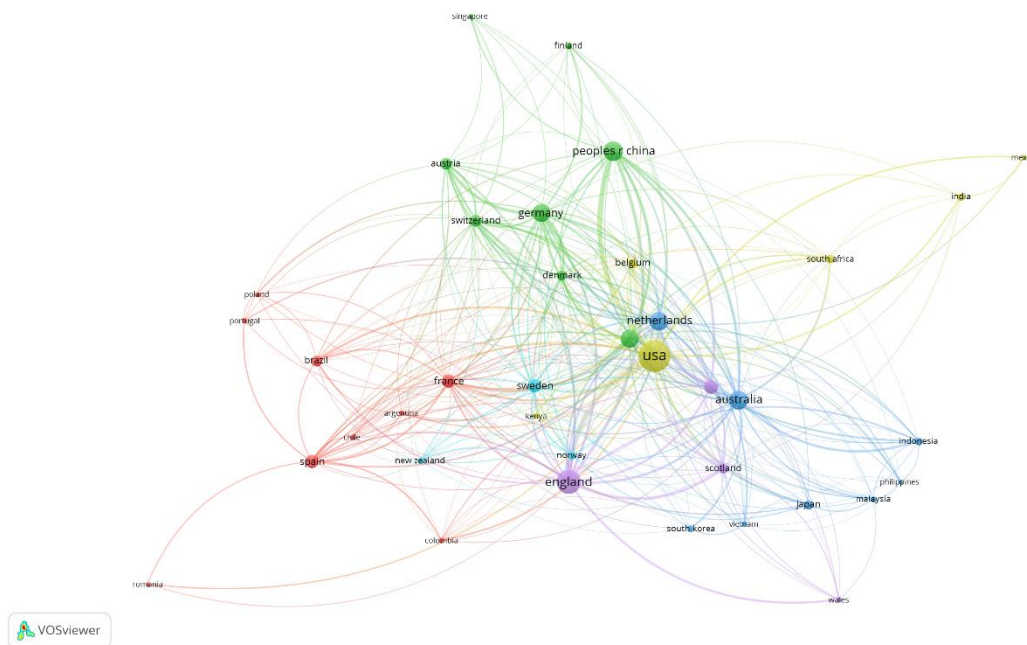 singapore
finland
peoples r china
austria
mex
india
germany
switzerland
south africa
belgium
denmark
poland
portugal
netherlands
usa
brazil
france
sweden
australia
argentina
kenya
chile
indonesia
norway
spain
new zealand
scotland
england
philippines
malaysia
japan
vietnam
south korea
columbia
romania
wales
VOSviewer